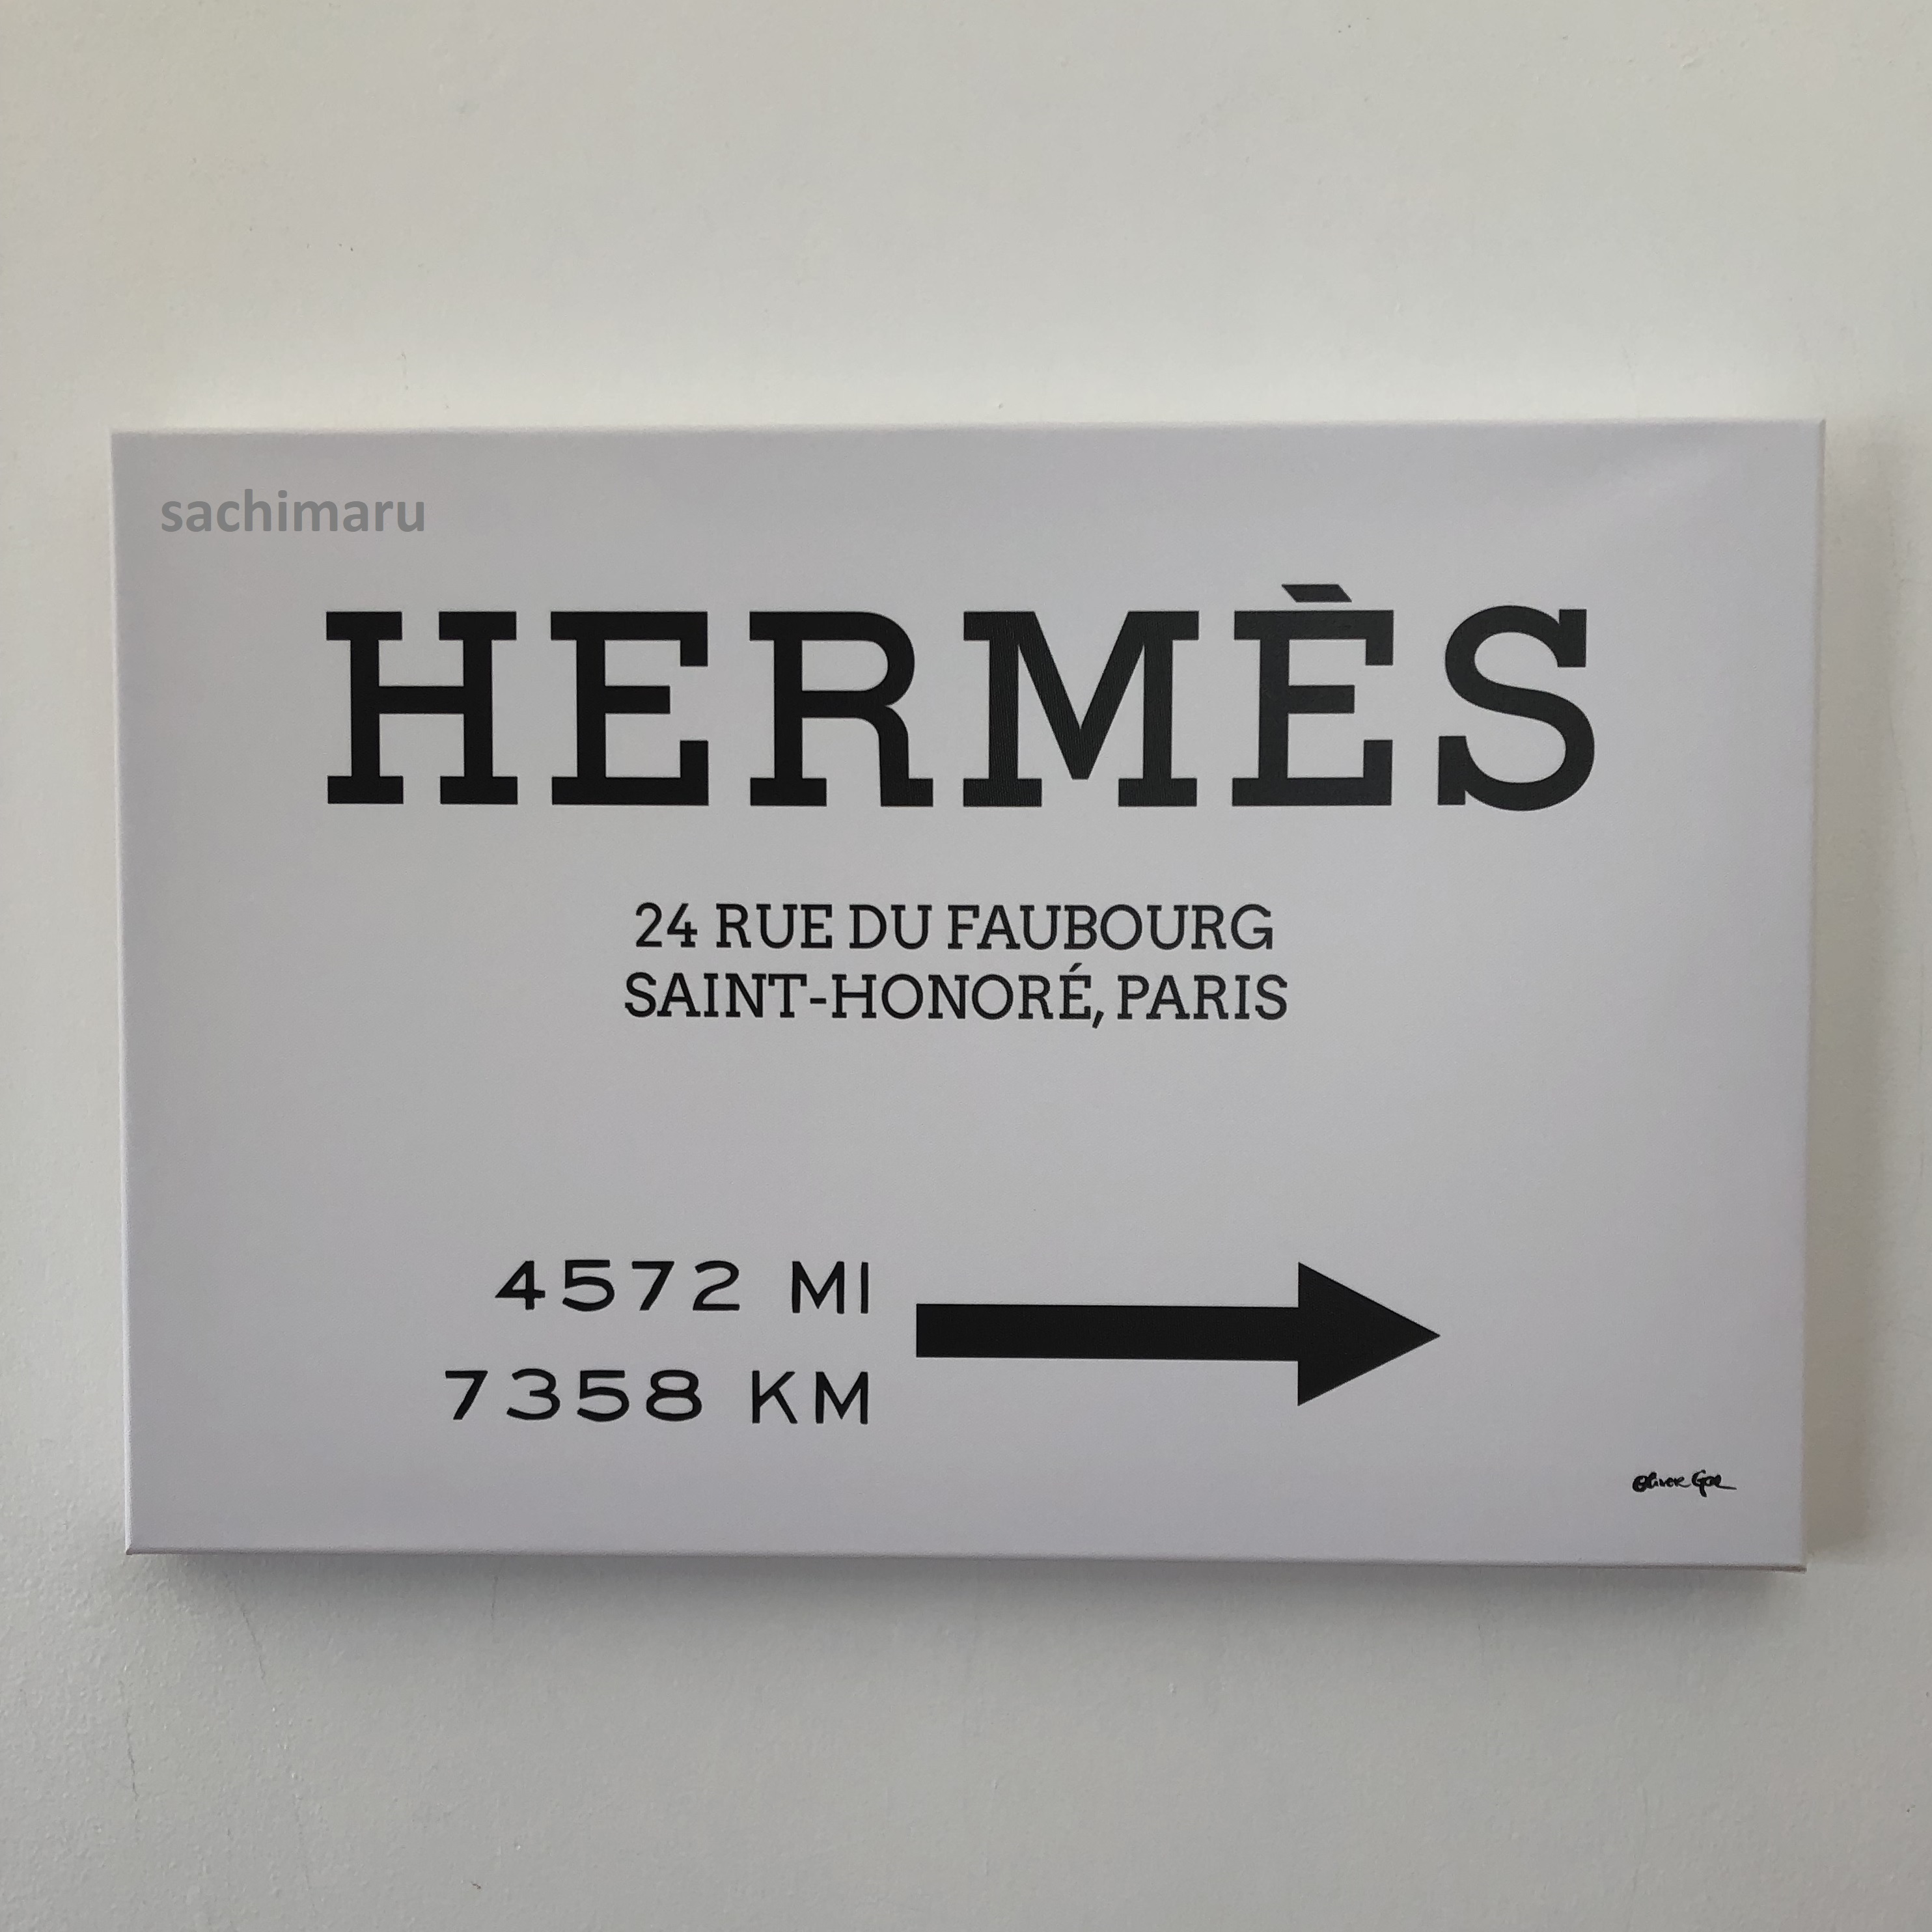 sachimaru
HERMÈS
24 RUE DU FAUBOURG
SAINT-HONORÉ, PARIS
4572 MI
7358 KM
Oliver Gal